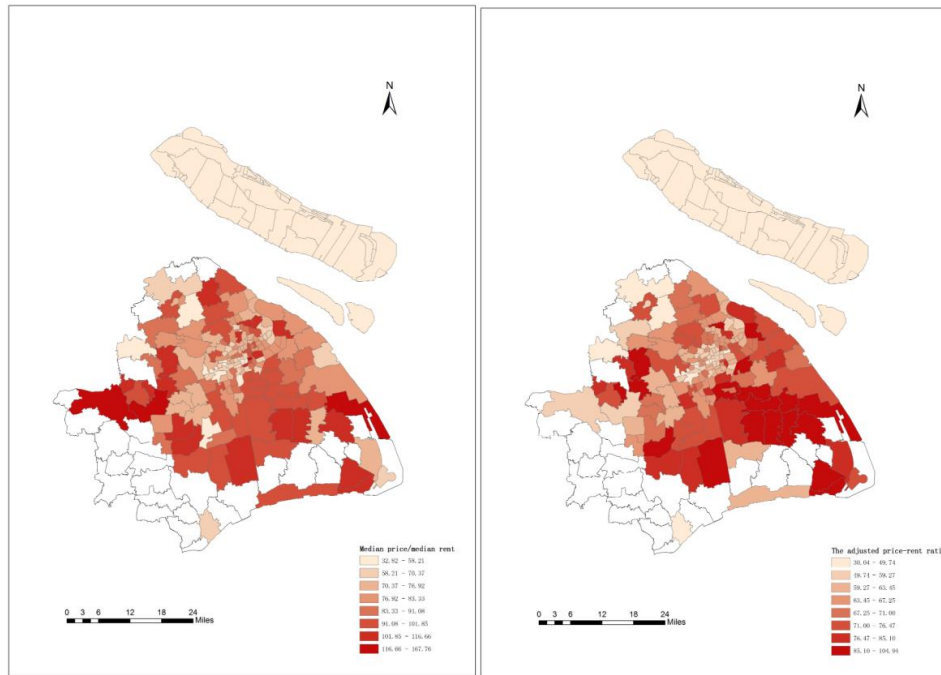 N
Median price/median rent
32.82 - 58.21
58.21 - 70.37
70.37 - 76.92
76.92 - 83.33
83.33 - 91.08
91.08 - 101.85
101.85 - 116.66
116.66 - 167.76
0 3 6 12 18 24
Miles
N
The adjusted price-rent rati
30.04 - 49.74
49.74 - 59.27
59.27 - 63.45
63.45 - 67.25
67.25 - 71.00
71.00 - 76.47
76.47 - 85.10
85.10 - 104.94
0 3 6 12 18 24
Miles